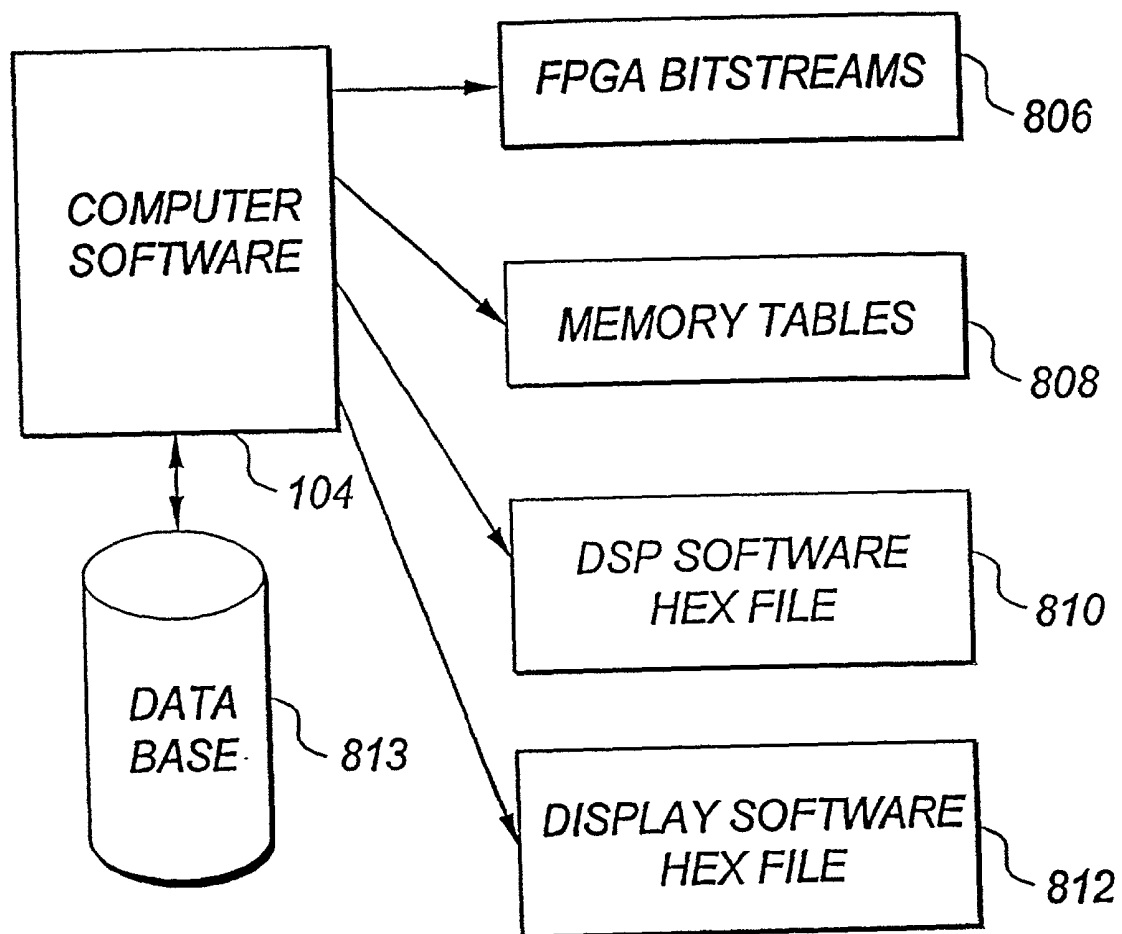 FPGA BITSTREAMS
806
COMPUTER
SOFTWARE
MEMORY TABLES
808
104
DSP SOFTWARE
HEX FILE
810
DATA
BASE
813
DISPLAY SOFTWARE
HEX FILE
812